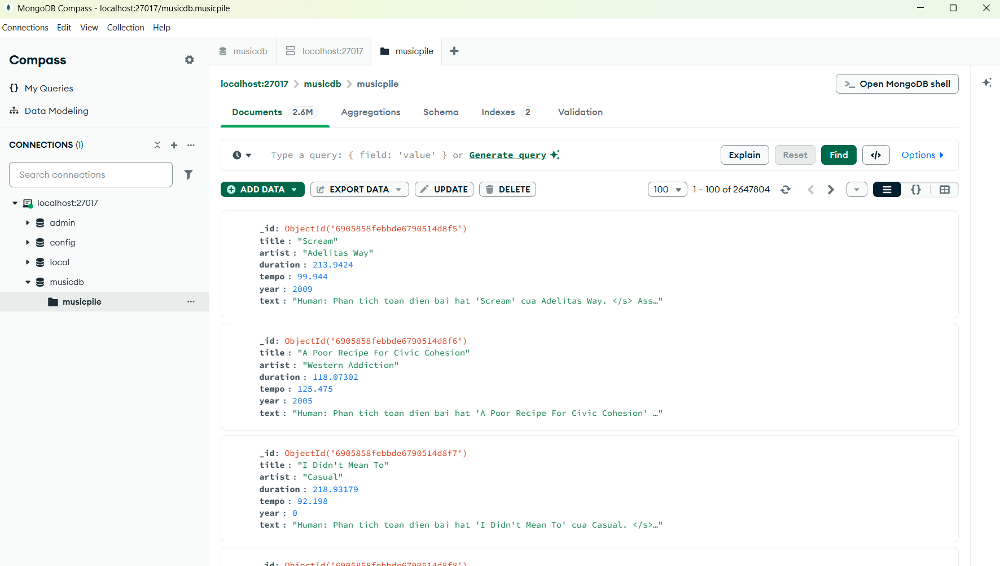 MongoDB Compass - localhost:27017/musicdb.musicpile
Connections Edit View Collection Help
Compass
My Queries
Data Modeling
CONNECTIONS (1)
Search connections
localhost:27017
admin
config
local
musicdb
musicpile
musicdb localhost:27017 musicpile
localhost:27017 > musicdb > musicpile
>_ Open MongoDB shell
Documents 2.6M Aggregations Schema Indexes 2 Validation
Type a query: { field: 'value' } or Generate query
Explain Reset Find </> Options
ADD DATA EXPORT DATA UPDATE DELETE
100 1 – 100 of 2647804 {}
_id: ObjectId('6905858febbde6790514d8f5')
title : "Scream"
artist : "Adelitas Way"
duration : 213.9424
tempo : 99.944
year : 2009
text : "Human: Phan tich toan dien bai hat 'Scream' cua Adelitas Way. </s> Ass…"
_id: ObjectId('6905858febbde6790514d8f6')
title : "A Poor Recipe For Civic Cohesion"
artist : "Western Addiction"
duration : 118.07302
tempo : 125.475
year : 2005
text : "Human: Phan tich toan dien bai hat 'A Poor Recipe For Civic Cohesion' …"
_id: ObjectId('6905858febbde6790514d8f7')
title : "I Didn't Mean To"
artist : "Casual"
duration : 218.93179
tempo : 92.198
year : 0
text : "Human: Phan tich toan dien bai hat 'I Didn't Mean To' cua Casual. </s>…"
_id: ObjectId('6905858febbde6790514d8f8')